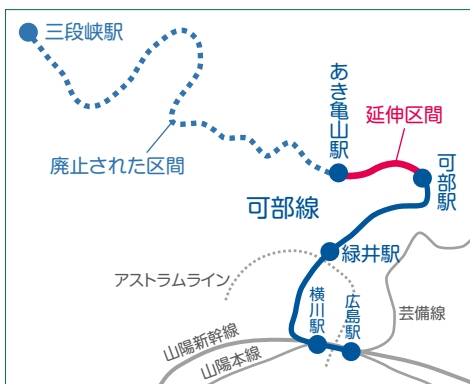 三段峡駅
あき亀山駅
延伸区間
可部駅
廃止された区間
可部線
緑井駅
アストラムライン
横川駅
広島駅
芸備線
山陽新幹線
山陽本線